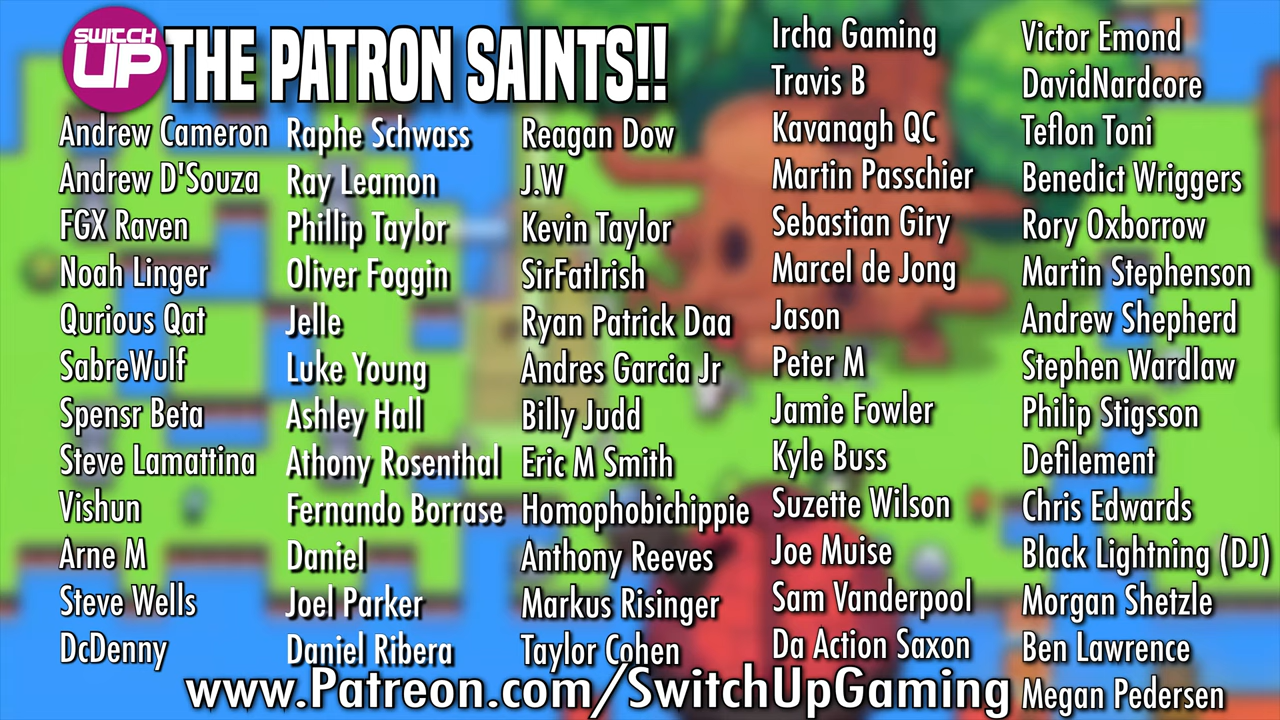 SWITCH
UP
THE PATRON SAINTS!!
Andrew Cameron
Andrew D'Souza
FGX Raven
Noah Linger
Qurious Qat
SabreWulf
Spensr Beta
Steve Lamattina
Vishun
Arne M
Steve Wells
DcDenny
Raphe Schwass
Ray Leamon
Phillip Taylor
Oliver Foggin
Jelle
Luke Young
Ashley Hall
Athony Rosenthal
Fernando Borrase
Daniel
Joel Parker
Daniel Ribera
Reagan Dow
J.W
Kevin Taylor
SirFatIrish
Ryan Patrick Daa
Andres Garcia Jr
Billy Judd
Eric M Smith
Homophobichippie
Anthony Reeves
Markus Risinger
Taylor Cohen
Ircha Gaming
Travis B
Kavanagh QC
Martin Passchier
Sebastian Giry
Marcel de Jong
Jason
Peter M
Jamie Fowler
Kyle Buss
Suzette Wilson
Joe Muise
Sam Vanderpool
Da Action Saxon
Victor Emond
DavidNardcore
Teflon Toni
Benedict Wriggers
Rory Oxborrow
Martin Stephenson
Andrew Shepherd
Stephen Wardlaw
Philip Stigsson
Defilement
Chris Edwards
Black Lightning (DJ)
Morgan Shetzle
Ben Lawrence
Megan Pedersen
www.Patreon.com/SwitchUpGaming